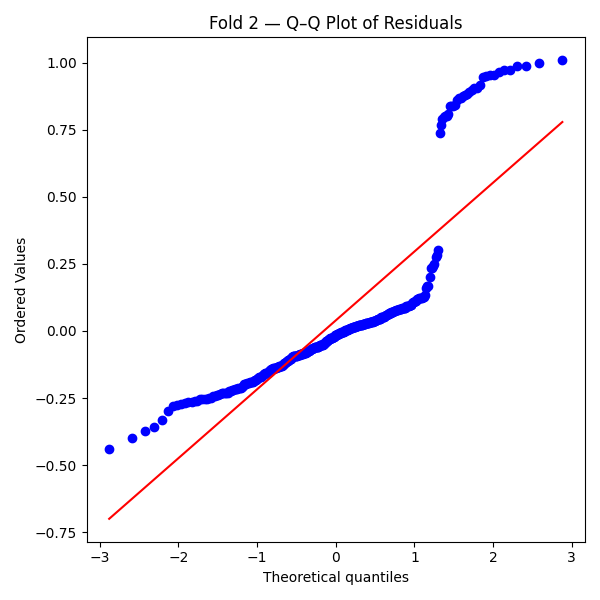 Fold 2 — Q–Q Plot of Residuals
1.00
0.75
0.50
0.25
0.00
−0.25
−0.50
−0.75
Ordered Values
−3 −2 −1 0 1 2 3
Theoretical quantiles